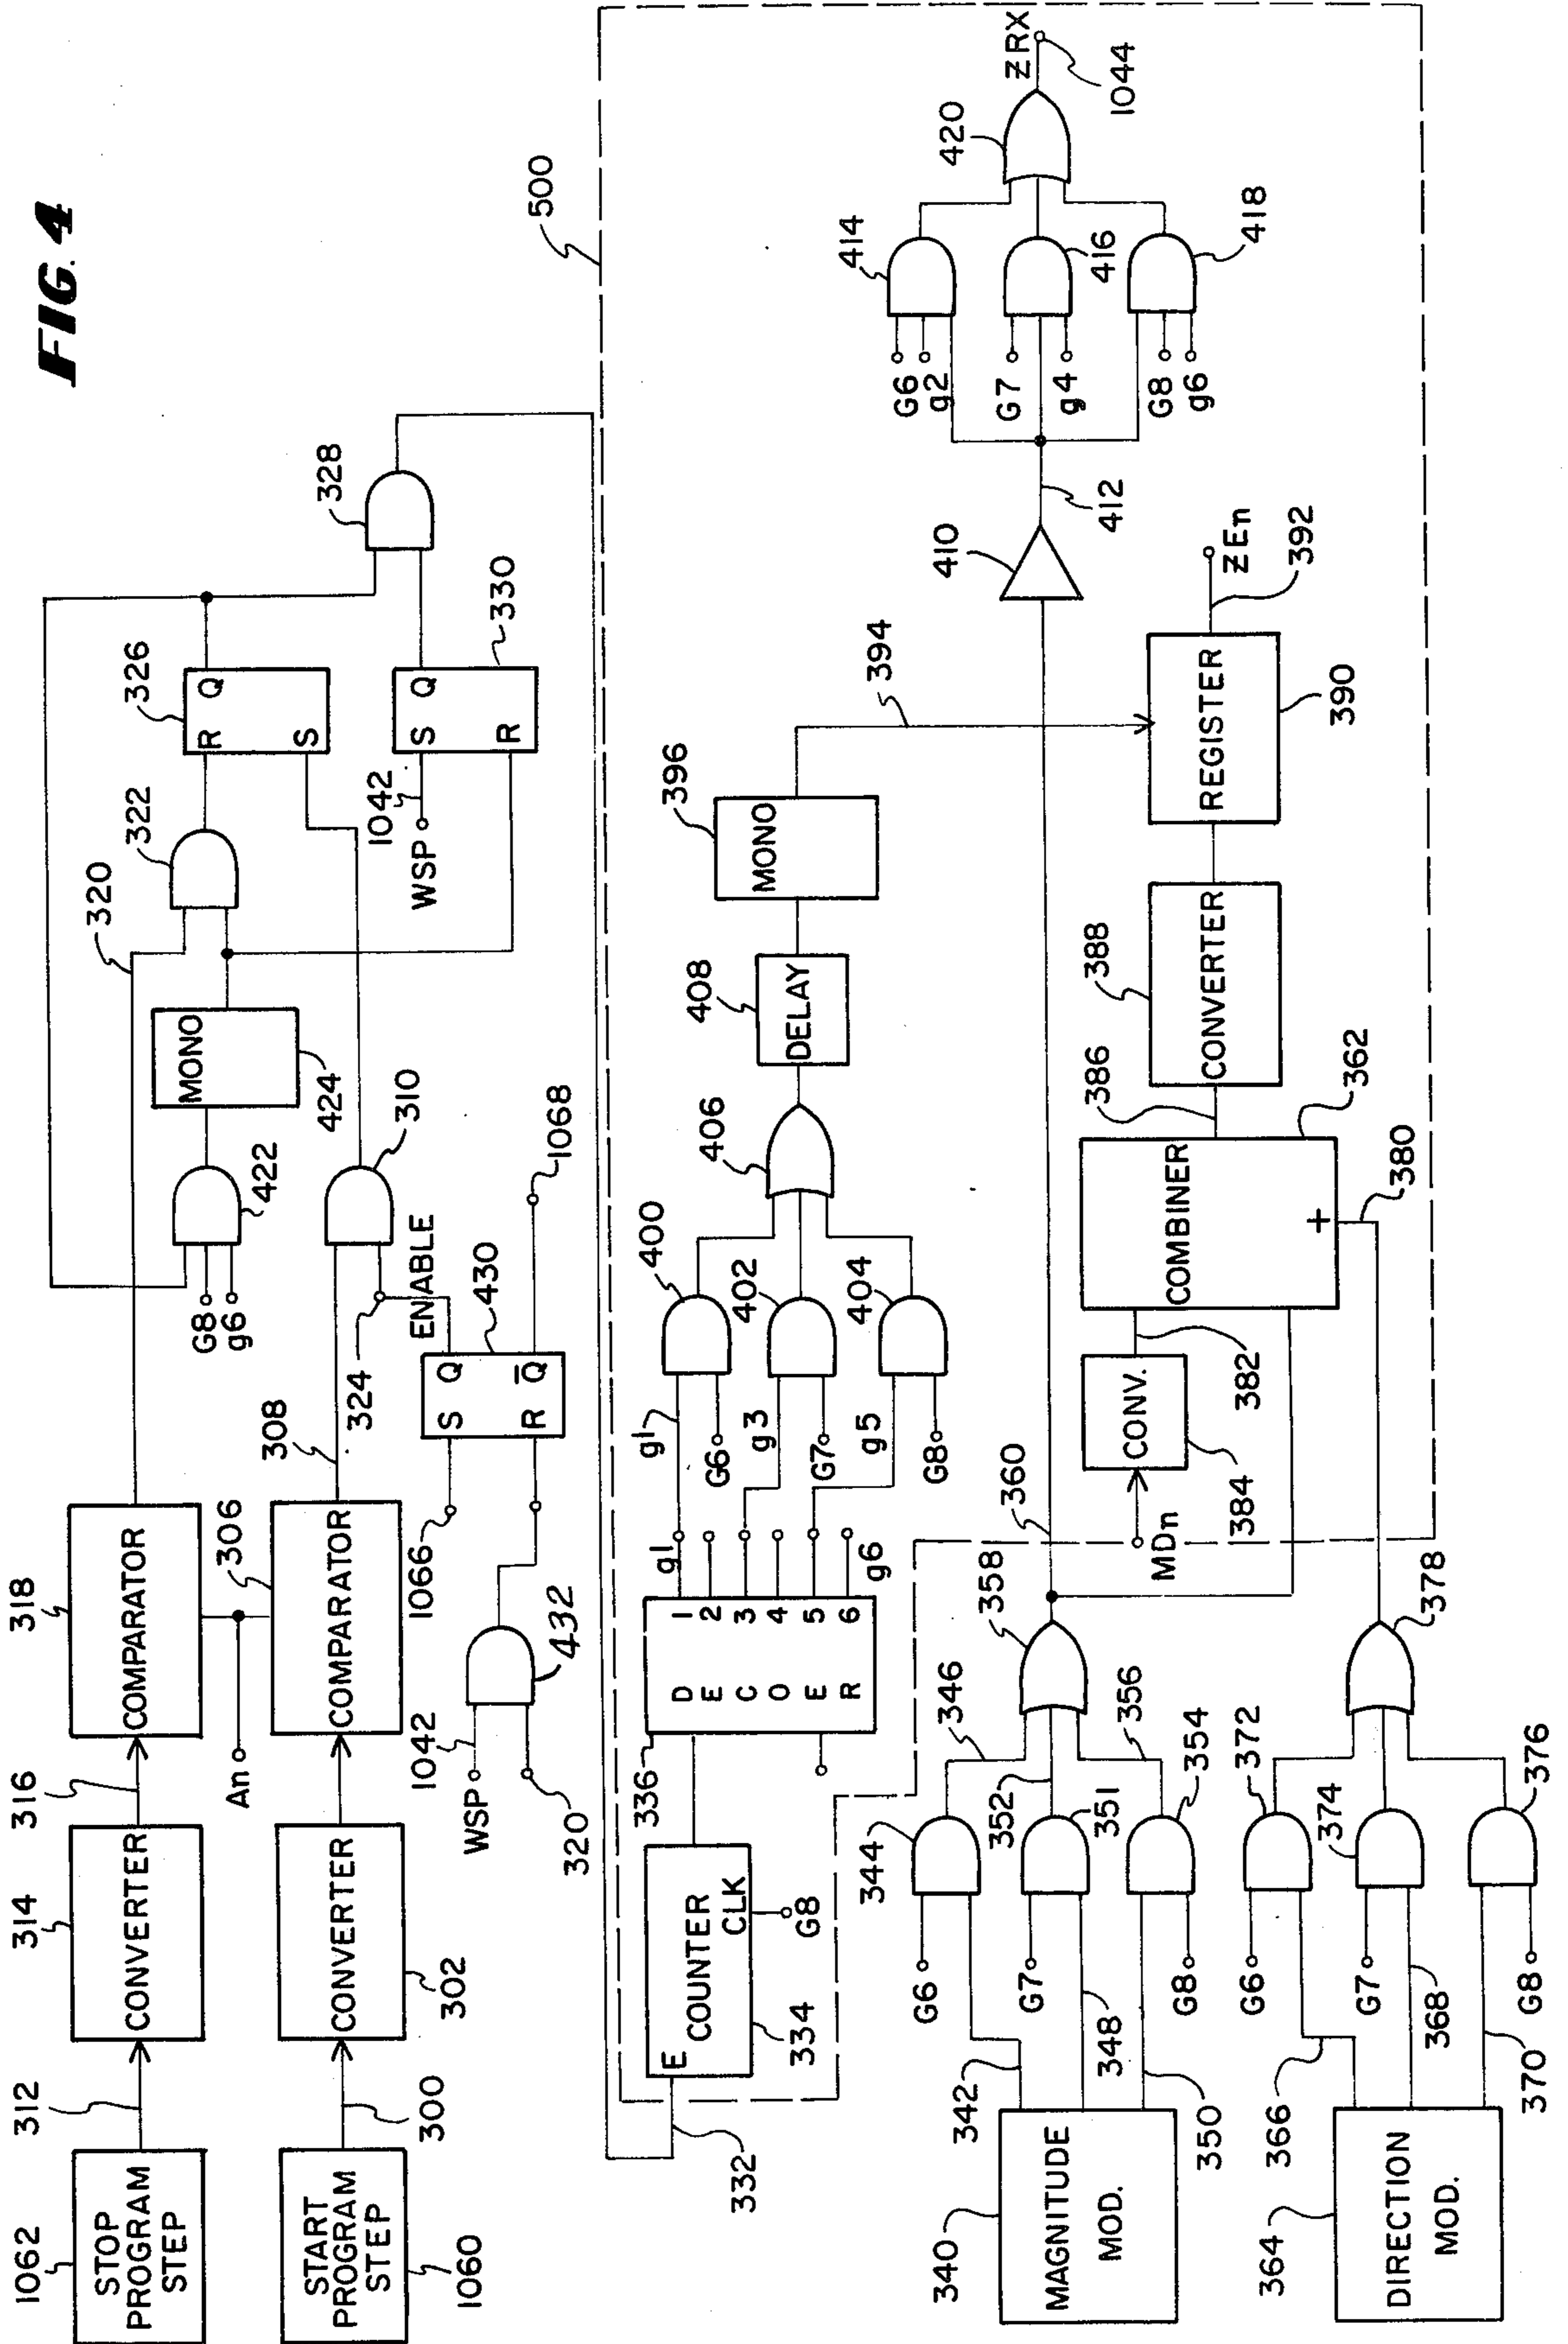 FIG. 4
1062
STOP
PROGRAM
STEP
312
314
CONVERTER
316
318
COMPARATOR
An
320
322
G8
g6
422
MONO
424
326
R Q
S
328
1060
START
PROGRAM
STEP
300
302
CONVERTER
306
COMPARATOR
308
310
324
ENABLE
1042
WSP
S Q
R
330
WSP
1042
320
432
1066
S Q
R Q̅
430
1068
500
332
E
COUNTER
CLK
334
G8
336
DECOER
1
2
3
4
5
6
g1
g6
g1
G6
400
g3
G7
402
g5
G8
404
406
DELAY
408
MONO
396
394
340
MAGNITUDE
MOD.
342
348
350
G6
344
346
G7
351
352
G8
354
356
358
360
410
412
G6
g2
414
G7
g4
416
G8
g6
418
420
ZRX
1044
364
DIRECTION
MOD.
366
368
370
G6
372
G7
374
G8
376
378
380
MDn
CONV.
384
382
COMBINER
+
362
386
CONVERTER
388
REGISTER
390
392
ZEn